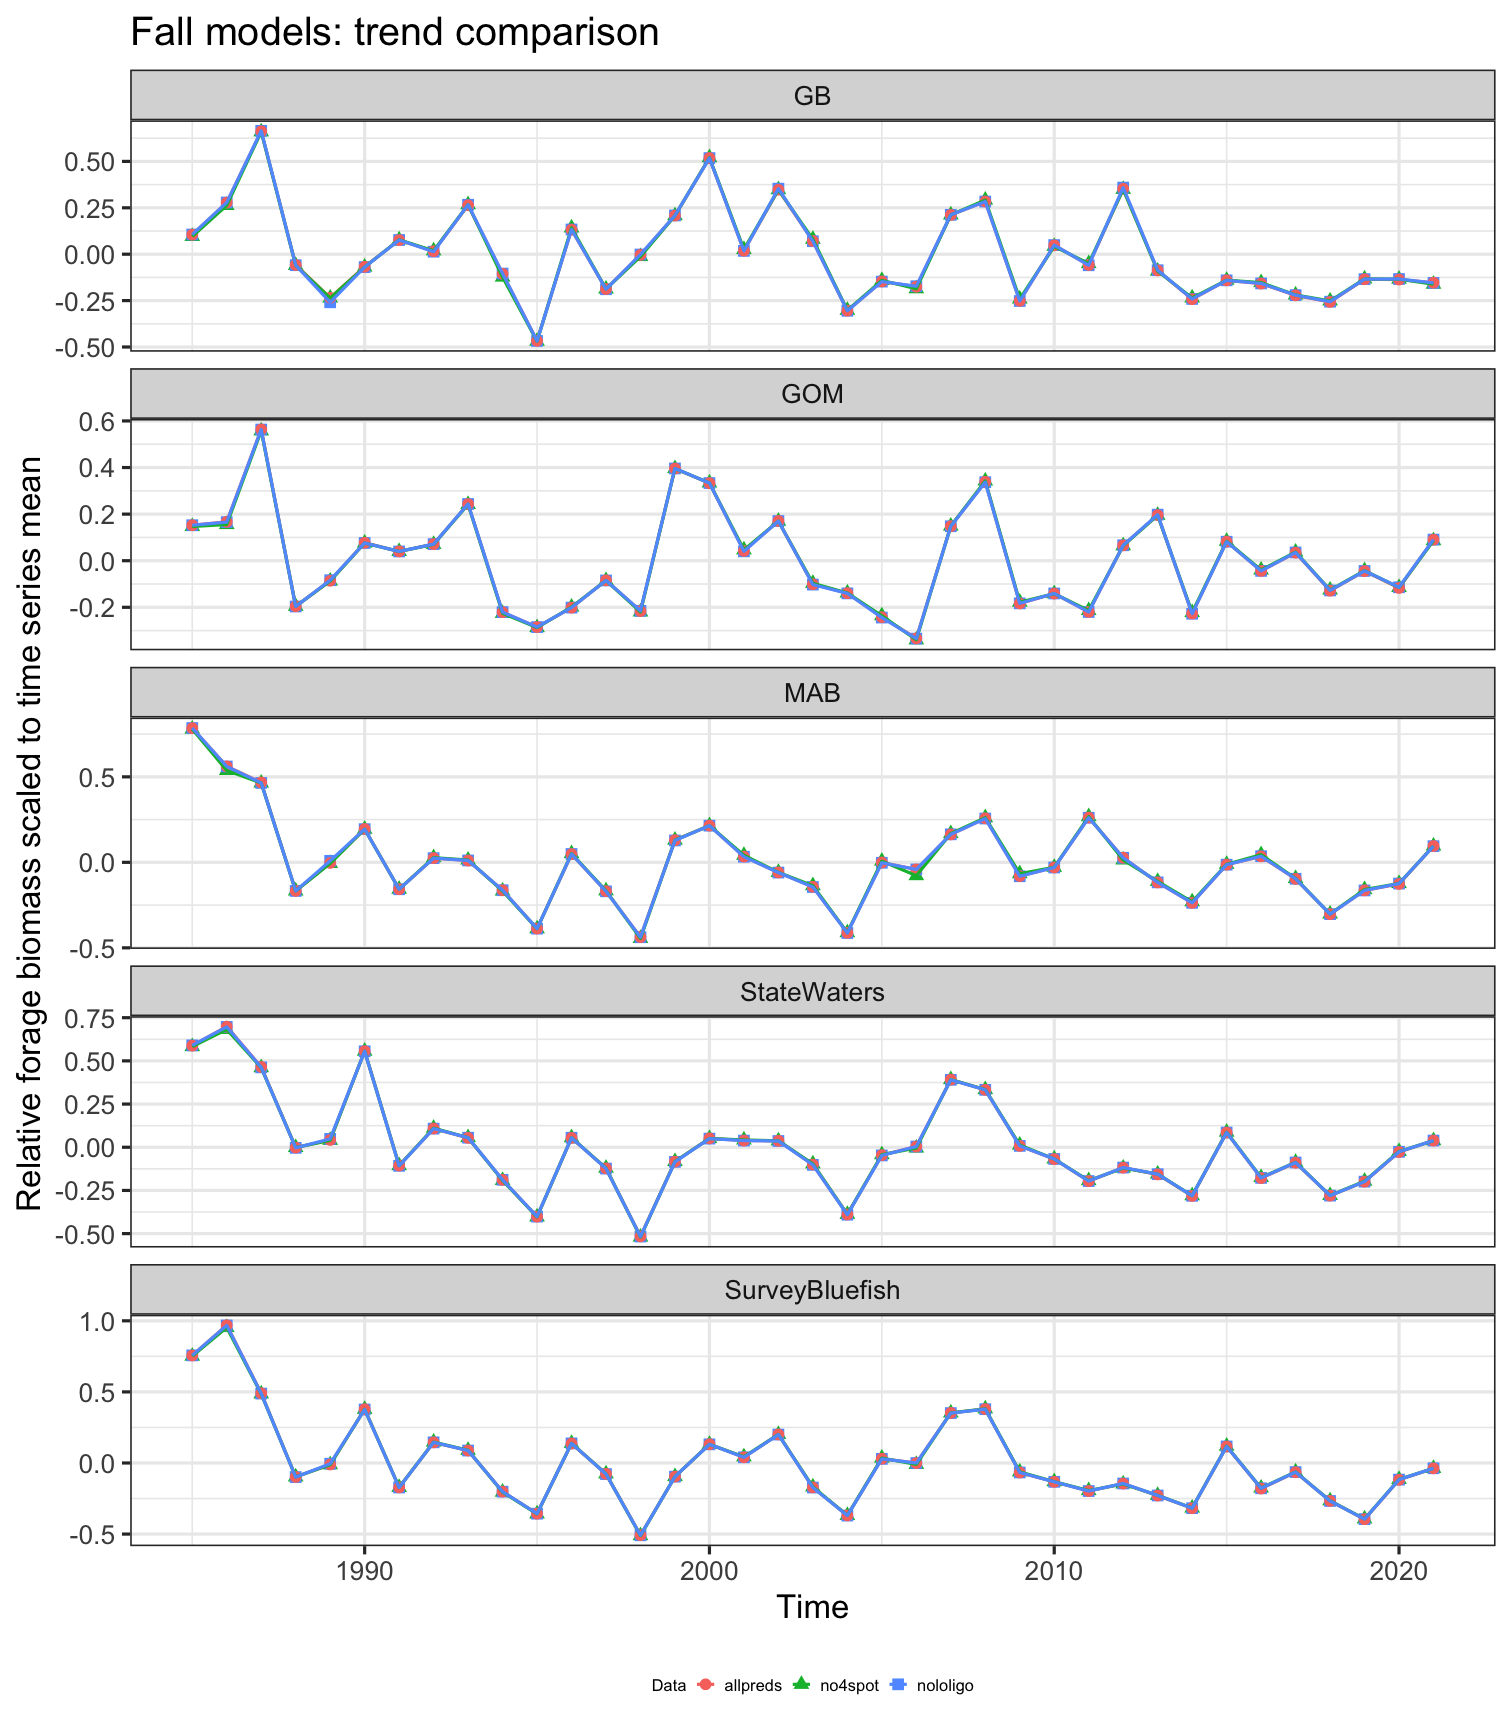 Fall models: trend comparison
Relative forage biomass scaled to time series mean
GB
0.50
0.25
0.00
-0.25
-0.50
GOM
0.6
0.4
0.2
0.0
-0.2
MAB
0.5
0.0
-0.5
StateWaters
0.75
0.50
0.25
0.00
-0.25
-0.50
SurveyBluefish
1.0
0.5
0.0
-0.5
1990 2000 2010 2020
Time
Data allpreds no4spot nololigo